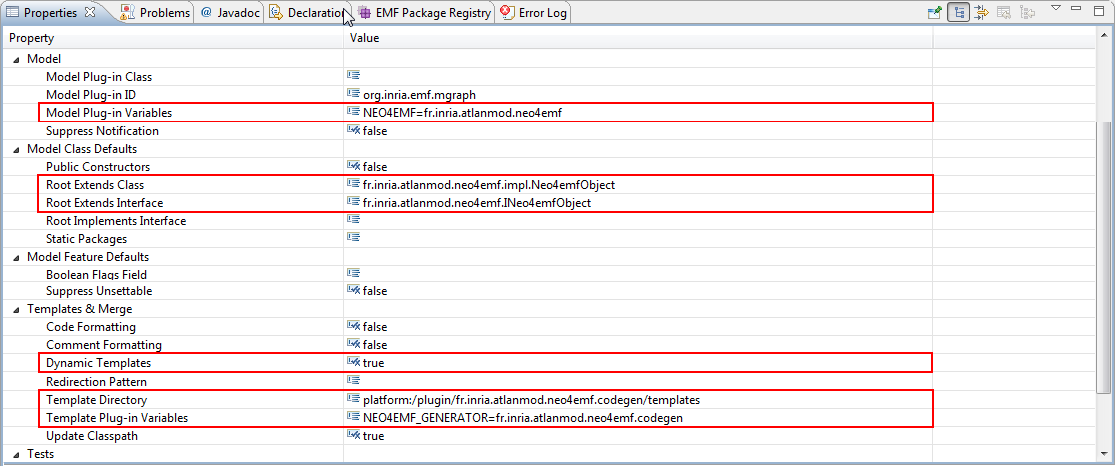 Properties Problems @ Javadoc Declaration EMF Package Registry Error Log
Property Value
Model
Model Plug-in Class
Model Plug-in ID org.inria.emf.mgraph
Model Plug-in Variables NEO4EMF=fr.inria.atlanmod.neo4emf
Suppress Notification false
Model Class Defaults
Public Constructors false
Root Extends Class fr.inria.atlanmod.neo4emf.impl.Neo4emfObject
Root Extends Interface fr.inria.atlanmod.neo4emf.INeo4emfObject
Root Implements Interface
Static Packages
Model Feature Defaults
Boolean Flags Field
Suppress Unsettable false
Templates & Merge
Code Formatting false
Comment Formatting false
Dynamic Templates true
Redirection Pattern
Template Directory platform:/plugin/fr.inria.atlanmod.neo4emf.codegen/templates
Template Plug-in Variables NEO4EMF_GENERATOR=fr.inria.atlanmod.neo4emf.codegen
Update Classpath true
Tests